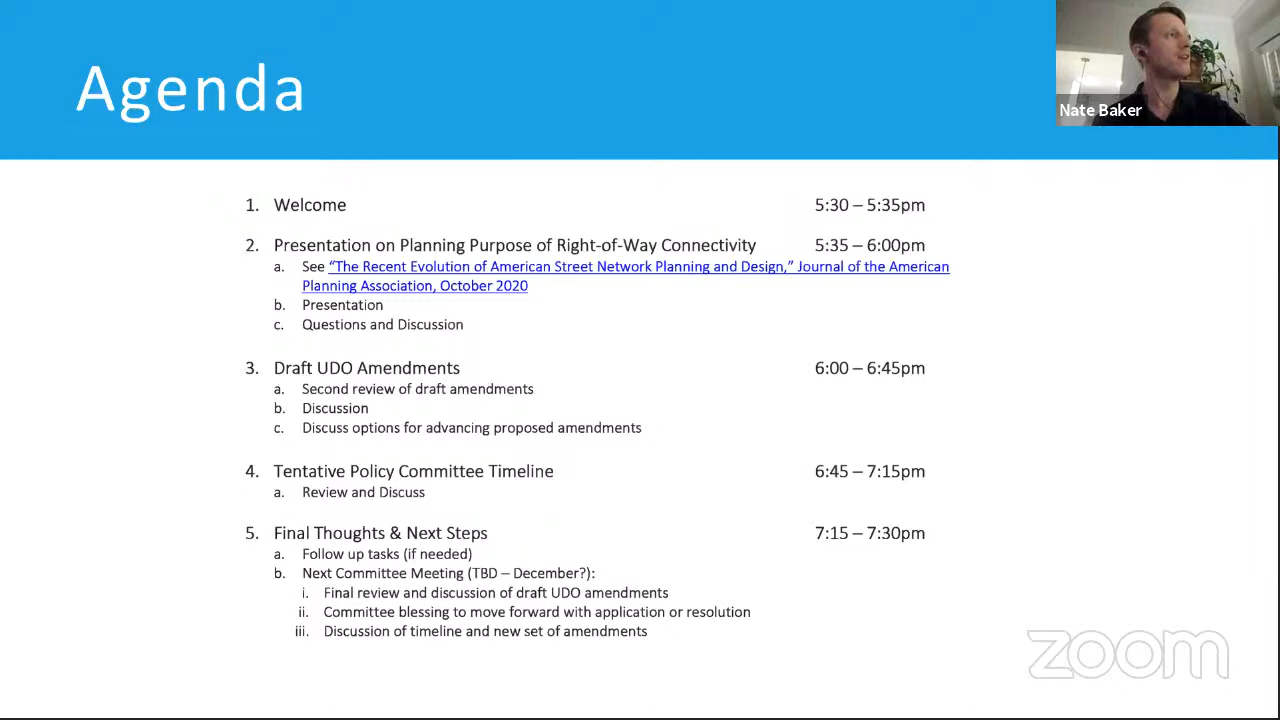 Agenda
Nate Baker
1. Welcome 5:30 – 5:35pm
2. Presentation on Planning Purpose of Right-of-Way Connectivity 5:35 – 6:00pm
a. See “The Recent Evolution of American Street Network Planning and Design,” Journal of the American
Planning Association, October 2020
b. Presentation
c. Questions and Discussion
3. Draft UDO Amendments 6:00 – 6:45pm
a. Second review of draft amendments
b. Discussion
c. Discuss options for advancing proposed amendments
4. Tentative Policy Committee Timeline 6:45 – 7:15pm
a. Review and Discuss
5. Final Thoughts & Next Steps 7:15 – 7:30pm
a. Follow up tasks (if needed)
b. Next Committee Meeting (TBD – December?):
i. Final review and discussion of draft UDO amendments
ii. Committee blessing to move forward with application or resolution
iii. Discussion of timeline and new set of amendments
zoom